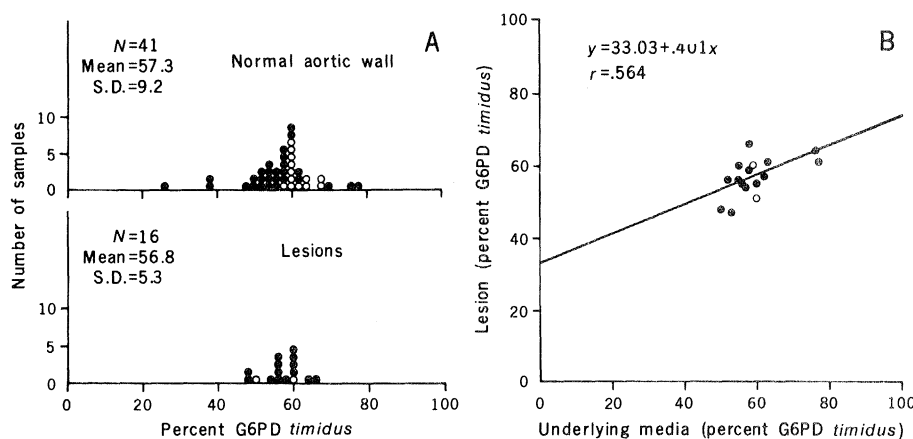 A
N=41
Mean=57.3
S.D.=9.2
Normal aortic wall
10
5
0
Number of samples
N=16
Mean=56.8
S.D.=5.3
Lesions
10
5
0
0 20 40 60 80 100
Percent G6PD timidus
B
y=33.03+.401x
r=.564
100
80
60
40
20
0
Lesion (percent G6PD timidus)
0 20 40 60 80 100
Underlying media (percent G6PD timidus)